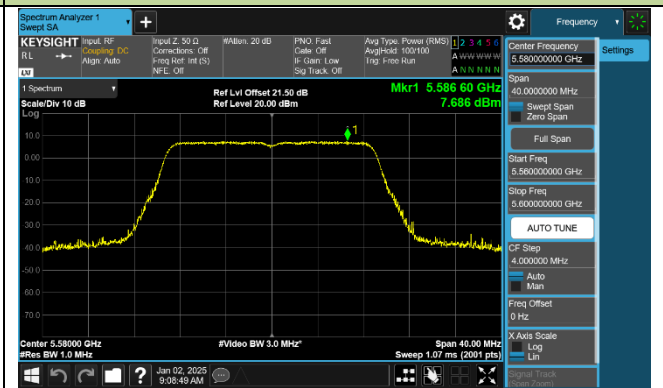 Spectrum Analyzer 1
Swept SA
+
Frequency
KEYSIGHT
Input: RF
Input Z: 50 Ω
#Atten: 20 dB
PNO: Fast
Avg Type: Power (RMS)
1 2 3 4 5 6
RL
Coupling: DC
Corrections: Off
Gate: Off
Avg|Hold: 100/100
A W W W W W
Align: Auto
Freq Ref: Int (S)
IF Gain: Low
Trig: Free Run
NFE: Off
Sig Track: Off
A N N N N N
LXI
1 Spectrum
Ref Lvl Offset 21.50 dB
Mkr1 5.586 60 GHz
Scale/Div 10 dB
Ref Level 20.00 dBm
7.686 dBm
Log
1
10.0
0.00
-10.0
-20.0
-30.0
-40.0
-50.0
-60.0
-70.0
Center 5.58000 GHz
#Video BW 3.0 MHz*
Span 40.00 MHz
#Res BW 1.0 MHz
Sweep 1.07 ms (2001 pts)
Center Frequency
5.580000000 GHz
Settings
Span
40.0000000 MHz
Swept Span
Zero Span
Full Span
Start Freq
5.560000000 GHz
Stop Freq
5.600000000 GHz
AUTO TUNE
CF Step
4.000000 MHz
Auto
Man
Freq Offset
0 Hz
X Axis Scale
Log
Lin
Signal Track
(Span Zoom)
?
Jan 02, 2025
9:08:49 AM